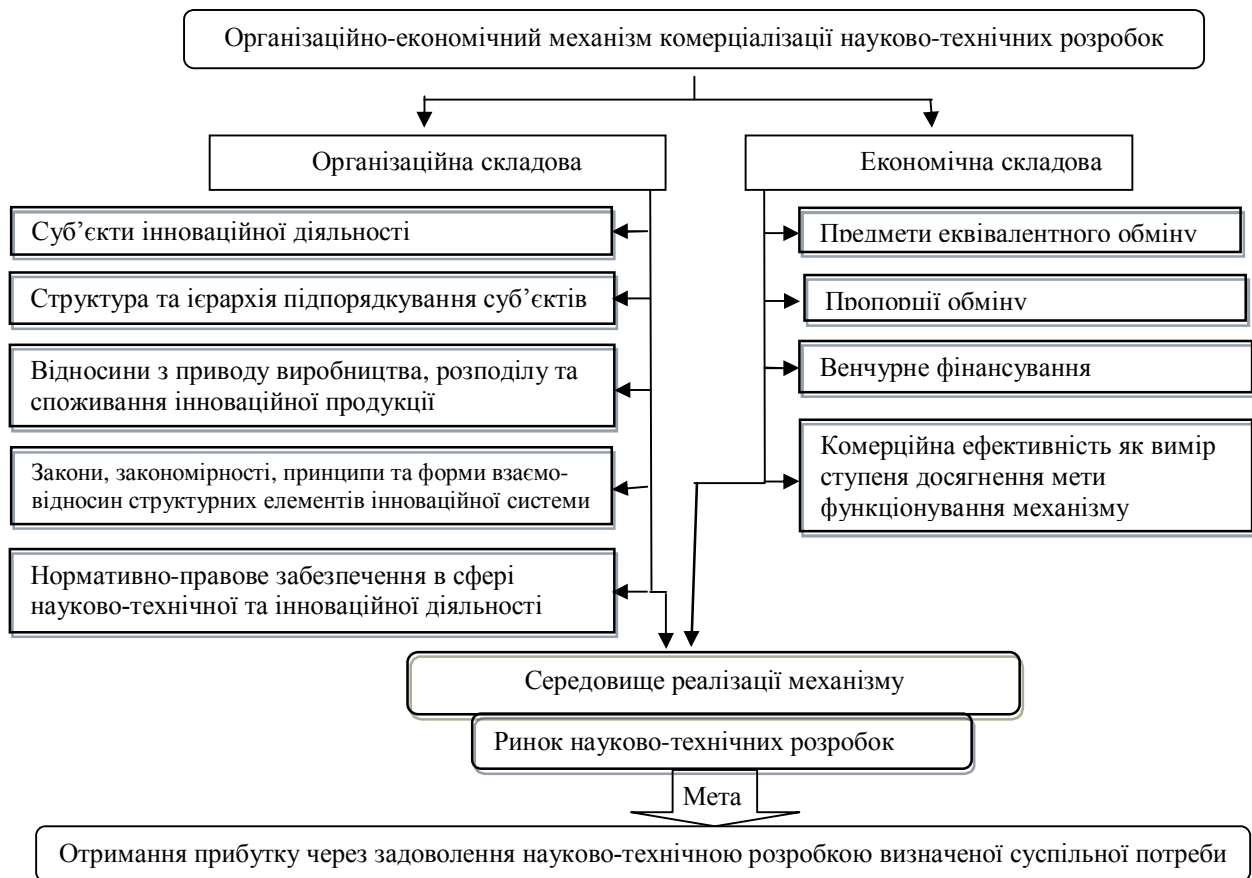 Організаційно-економічний механізм комерціалізації науково-технічних розробок
Організаційна складова
Економічна складова
Суб’єкти інноваційної діяльності
Структура та ієрархія підпорядкування суб’єктів
Відносини з приводу виробництва, розподілу та
споживання інноваційної продукції
Закони, закономірності, принципи та форми взаємо-
відносин структурних елементів інноваційної системи
Нормативно-правове забезпечення в сфері
науково-технічної та інноваційної діяльності
Предмети еквівалентного обміну
Пропорції обміну
Венчурне фінансування
Комерційна ефективність як вимір
ступеня досягнення мети
функціонування механізму
Середовище реалізації механізму
Ринок науково-технічних розробок
Мета
Отримання прибутку через задоволення науково-технічною розробкою визначеної суспільної потреби